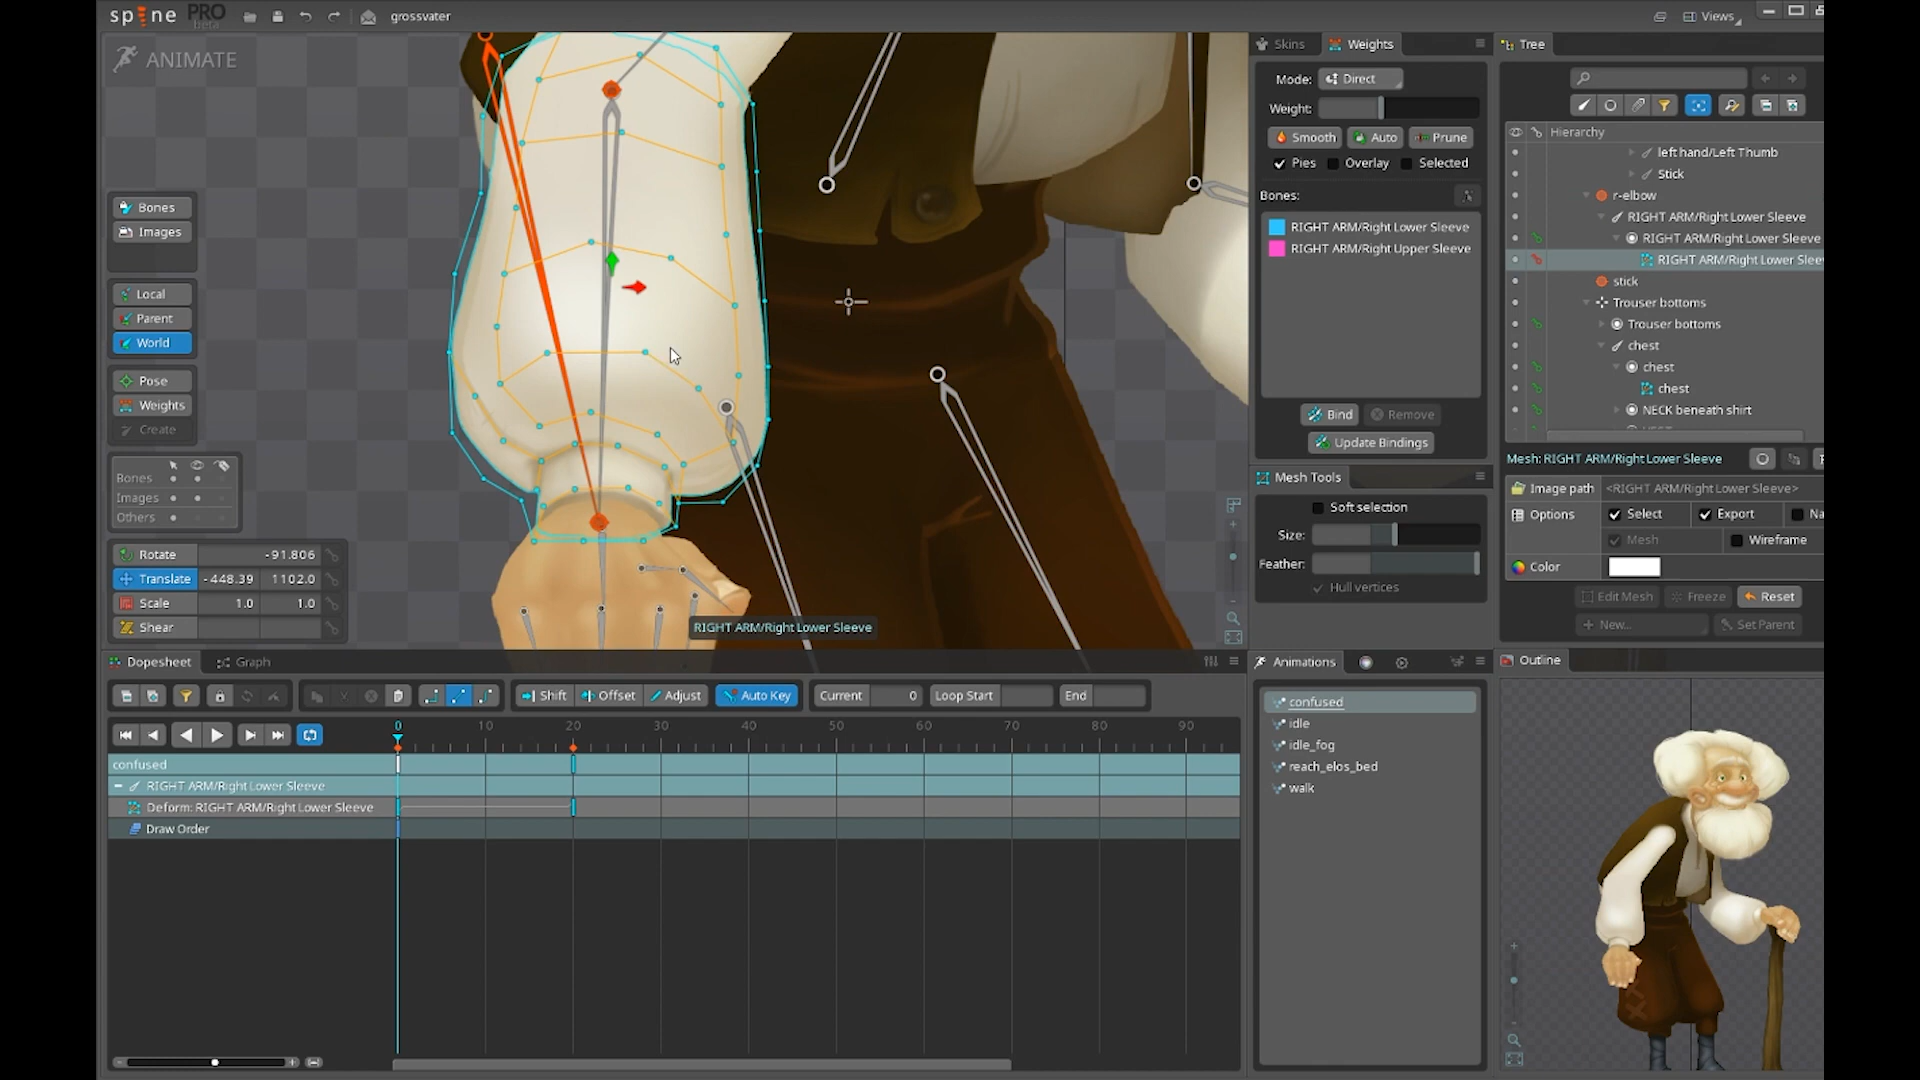 spine PRO Beta
grossvater
Views
ANIMATE
Bones
Images
Local
Parent
World
Pose
Weights
Create
Bones
Images
Others
Rotate -91.806
Translate -448.39 1102.0
Scale 1.0 1.0
Shear
RIGHT ARM/Right Lower Sleeve
Skins Weights
Mode: Direct
Weight:
Smooth Auto Prune
Pies Overlay Selected
Bones:
RIGHT ARM/Right Lower Sleeve
RIGHT ARM/Right Upper Sleeve
Bind Remove
Update Bindings
Mesh Tools
Soft selection
Size:
Feather:
Hull vertices
Tree
Hierarchy
left hand/Left Thumb
Stick
r-elbow
RIGHT ARM/Right Lower Sleeve
RIGHT ARM/Right Lower Sleeve
RIGHT ARM/Right Lower Slee
stick
Trouser bottoms
Trouser bottoms
chest
chest
chest
NECK beneath shirt
Mesh: RIGHT ARM/Right Lower Sleeve
Image path <RIGHT ARM/Right Lower Sleeve>
Options Select Export Na
Mesh Wireframe
Color
Edit Mesh Freeze Reset
New... Set Parent
Dopesheet Graph
Shift Offset Adjust Auto Key Current 0 Loop Start End
0 10 20 30 40 50 60 70 80 90
confused
RIGHT ARM/Right Lower Sleeve
Deform: RIGHT ARM/Right Lower Sleeve
Draw Order
Animations
confused
idle
idle_fog
reach_elos_bed
walk
Outline